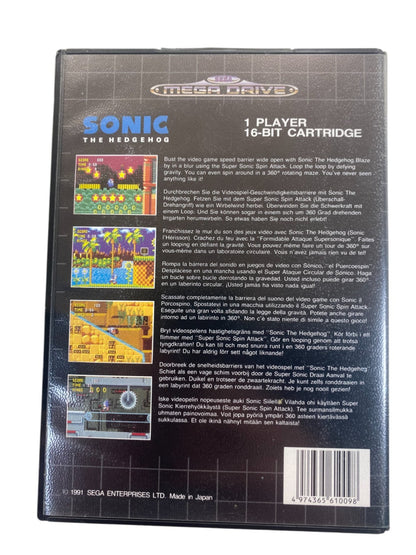 SEGA
MEGA DRIVE
SONIC
THE HEDGEHOG
1 PLAYER
16-BIT CARTRIDGE
Bust the video game speed barrier wide open with Sonic The Hedgehog. Blaze
by in a blur using the Super Sonic Spin Attack. Loop the loop by defying
gravity. You can even spin around in a 360° rotating maze. You've never seen
anything like it!
Durchbrechen Sie die Videospiel-Geschwindigkeitsbarriere mit Sonic The
Hedgehog. Fetzen Sie mit dem Super Sonic Spin Attack (Überschall-
Drehangriff) wie ein Wirbelwind vorbei. Überwinden Sie die Schwerkraft mit
einem Loop. Und Sie können sogar in einem sich um 360 Grad drehenden
Irrgarten herumwirbeln. So etwas haben Sie noch nicht erlebt!
Franchissez le mur du son des jeux video avec Sonic The Hedgehog (Sonic
l'Hérisson). Crachez du feu avec la "Formidable Attaque Supersonique". Faites
un looping en défiant la gravité! Vous pouvez même faire un tour de 360° sur
vous-même dans un laboratoire circulaire. Vous n'avez jamais rien vu de tel!
Rompa la barrera del sonido en juegos de video con Sónico, "el Puercoespín".
Desplácese en una mancha usando el Super Ataque Circular de Sónico. Haga
un bucle sobre bucle derrotando la gravedad. Usted incluso puede girar 360°
en un laberinto circular. ¡Usted jamás ha visto nada igual!
Scassate completamente la barriera del suono del video game con Sonic il
Porcospino. Spostatevi in una macchia utilizzando il Super Sonic Spin Attack.
Eseguite una gran volta sfidando la legge della gravità. Potete anche girare
intorno ad un labirinto in 360°. Non c'è stato niente di simile a questo gioco!
Bryt videospelens hastighetsgräns med "Sonic The Hedgehog". Kör förbi i ett
flimmer med "Super Sonic Spin Attack". Gör en looping genom att trotsa
tyngdkraften! Du kan till och med snurra runt i en 360 graders roterande
labyrint! Du har aldrig förr sett något liknande!
Doorbreek de snelheidsbarriers van het videospel met "Sonic The Hedgehog".
Schiet als een vage schim voorbij door de Super Sonic Draai Aanval te
gebruiken. Duikel en trotseer de zwaartekracht. Je kunt zelfs ronddraaien in
een labyrint dat 360 graden ronddraait. Zoiets heb je nog nooit gezien!
Iske videopelin nopeuseste auki Sonic Siilellä! Vilahda ohi käyttäen Super
Sonic Kierrehyökkäystä (Super Sonic Spin Attack). Tee surmansilmukka
uhmaten painovoimaa. Voit jopa pyöriä ympäri 360 asteen kiertävässä
sokkelossa. Et ole ikinä nähnyt mitään sen kaltaista!
© 1991 SEGA ENTERPRISES LTD. Made in Japan
4 974365 610098